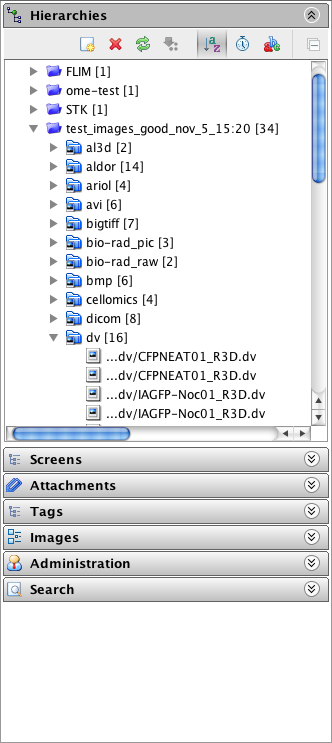 Hierarchies
FLIM [1]
ome-test [1]
STK [1]
test_images_good_nov_5_15:20 [34]
al3d [2]
aldor [14]
ariol [4]
avi [6]
bigtiff [7]
bio-rad_pic [3]
bio-rad_raw [2]
bmp [6]
cellomics [4]
dicom [8]
dv [16]
...dv/CFPNEAT01_R3D.dv
...dv/CFPNEAT01_R3D.dv
...dv/IAGFP-Noc01_R3D.dv
...dv/IAGFP-Noc01_R3D.dv
Screens
Attachments
Tags
Images
Administration
Search